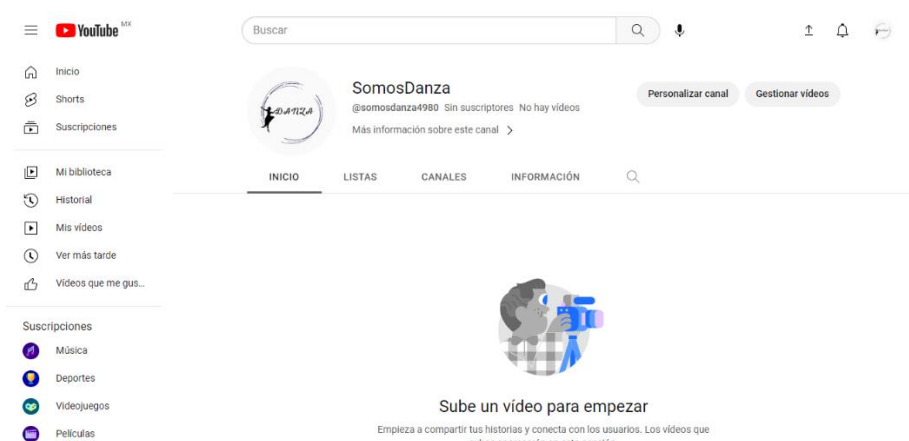 YouTube MX
Buscar
Inicio
Shorts
Suscripciones
Mi biblioteca
Historial
Mis vídeos
Ver más tarde
Vídeos que me gus...
Suscripciones
Música
Deportes
Videojuegos
Películas
DANZA
SomosDanza
@somosdanza4980 Sin suscriptores No hay vídeos
Más información sobre este canal
Personalizar canal Gestionar vídeos
INICIO LISTAS CANALES INFORMACIÓN
Sube un vídeo para empezar
Empieza a compartir tus historias y conecta con los usuarios. Los vídeos que